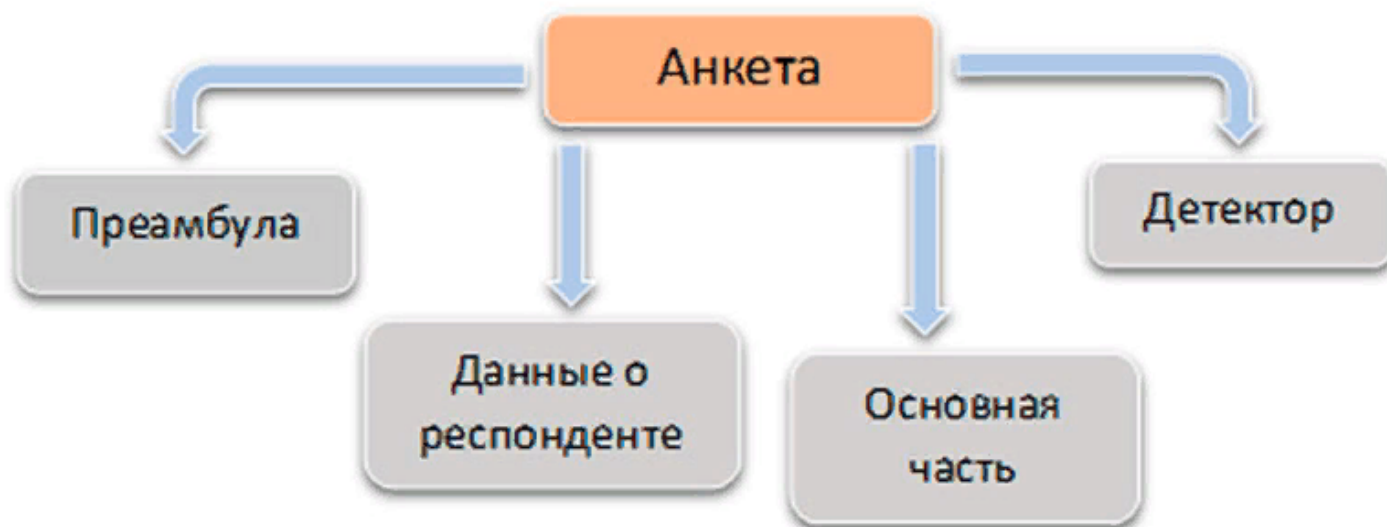 Анкета
Преамбула
Детектор
Данные о
респонденте
Основная
часть